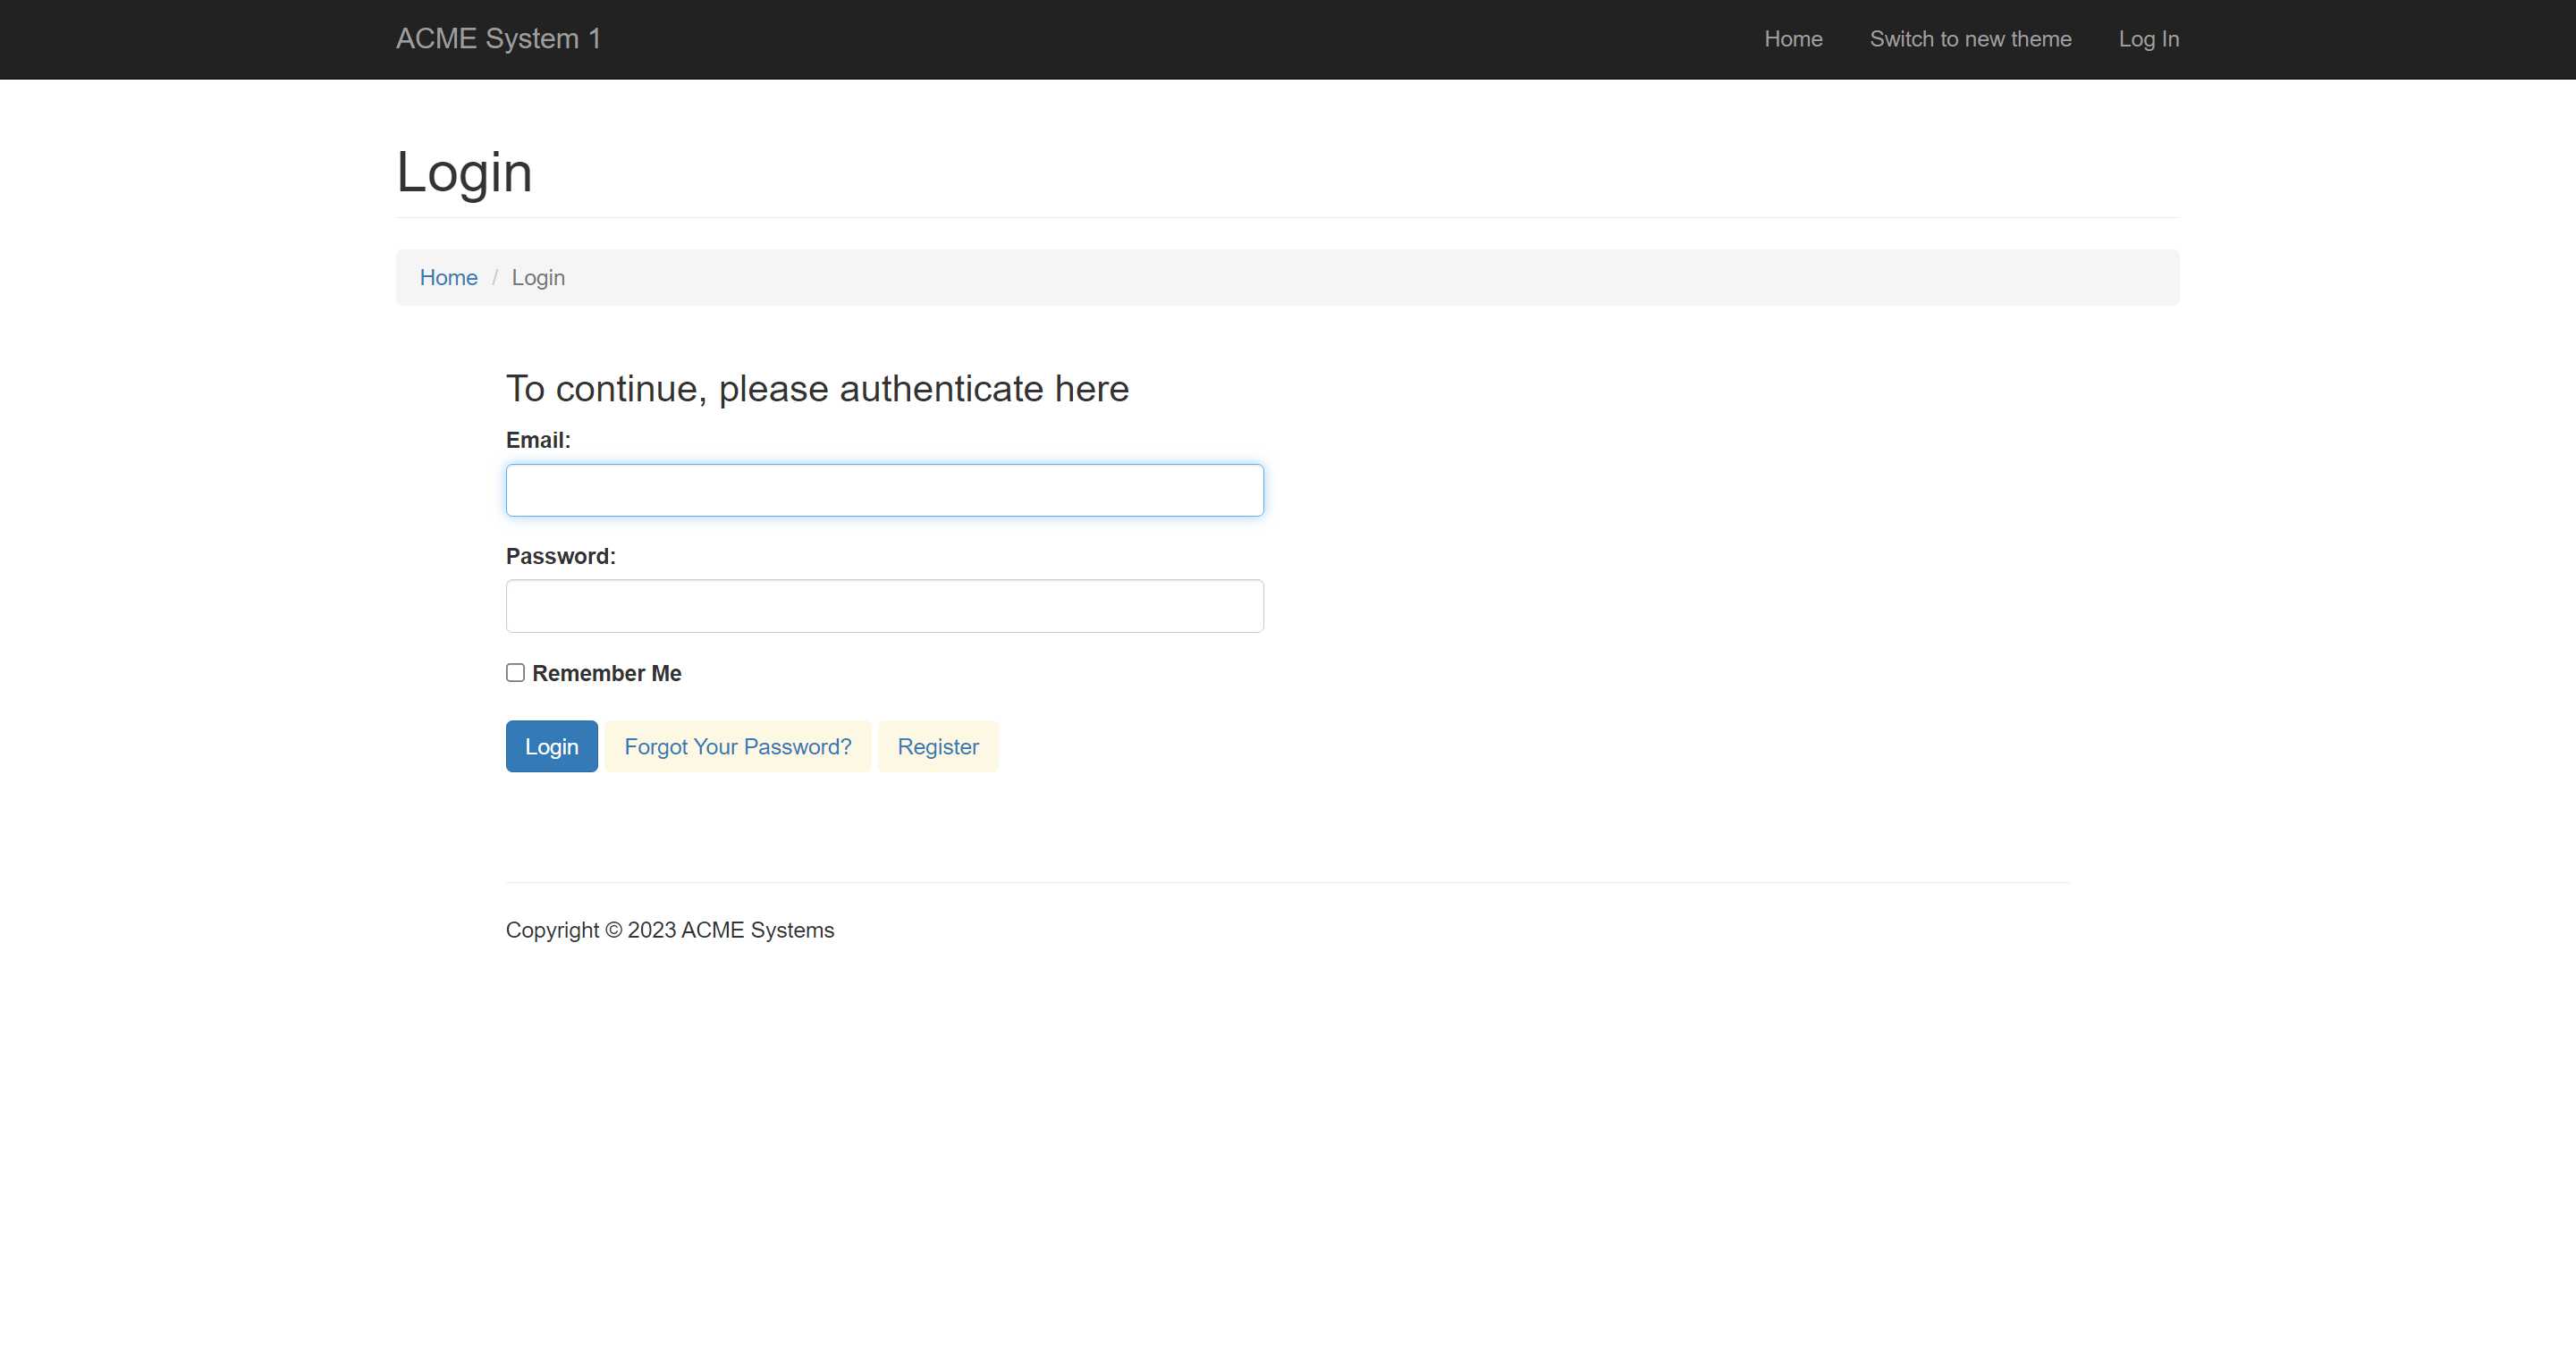 ACME System 1 Home Switch to new theme Log In
Login
Home / Login
To continue, please authenticate here
Email:
Password:
Remember Me
Login Forgot Your Password? Register
Copyright © 2023 ACME Systems